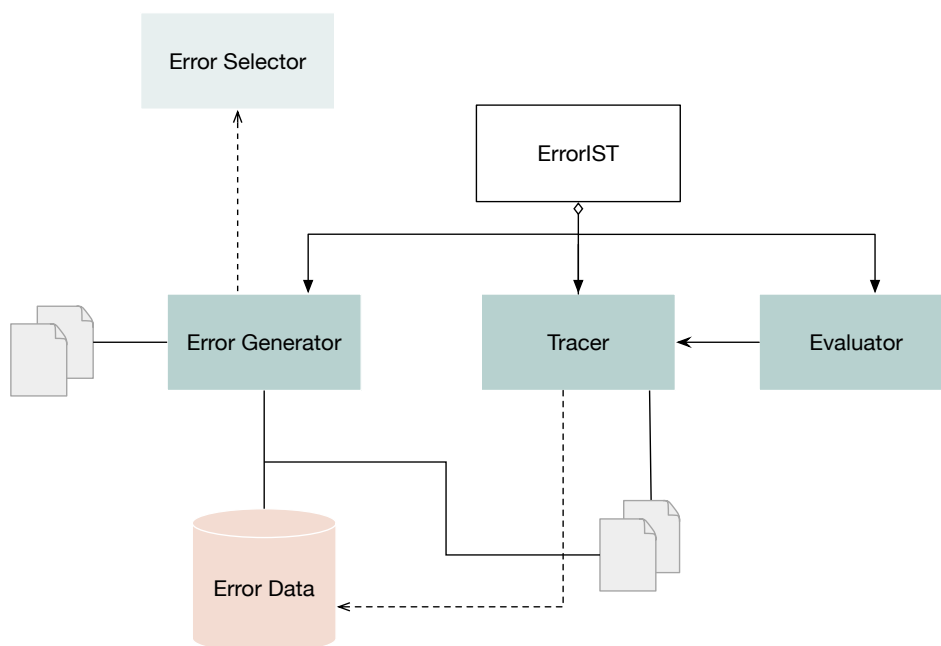 Error Selector
ErrorIST
Error Generator
Tracer
Evaluator
Error Data